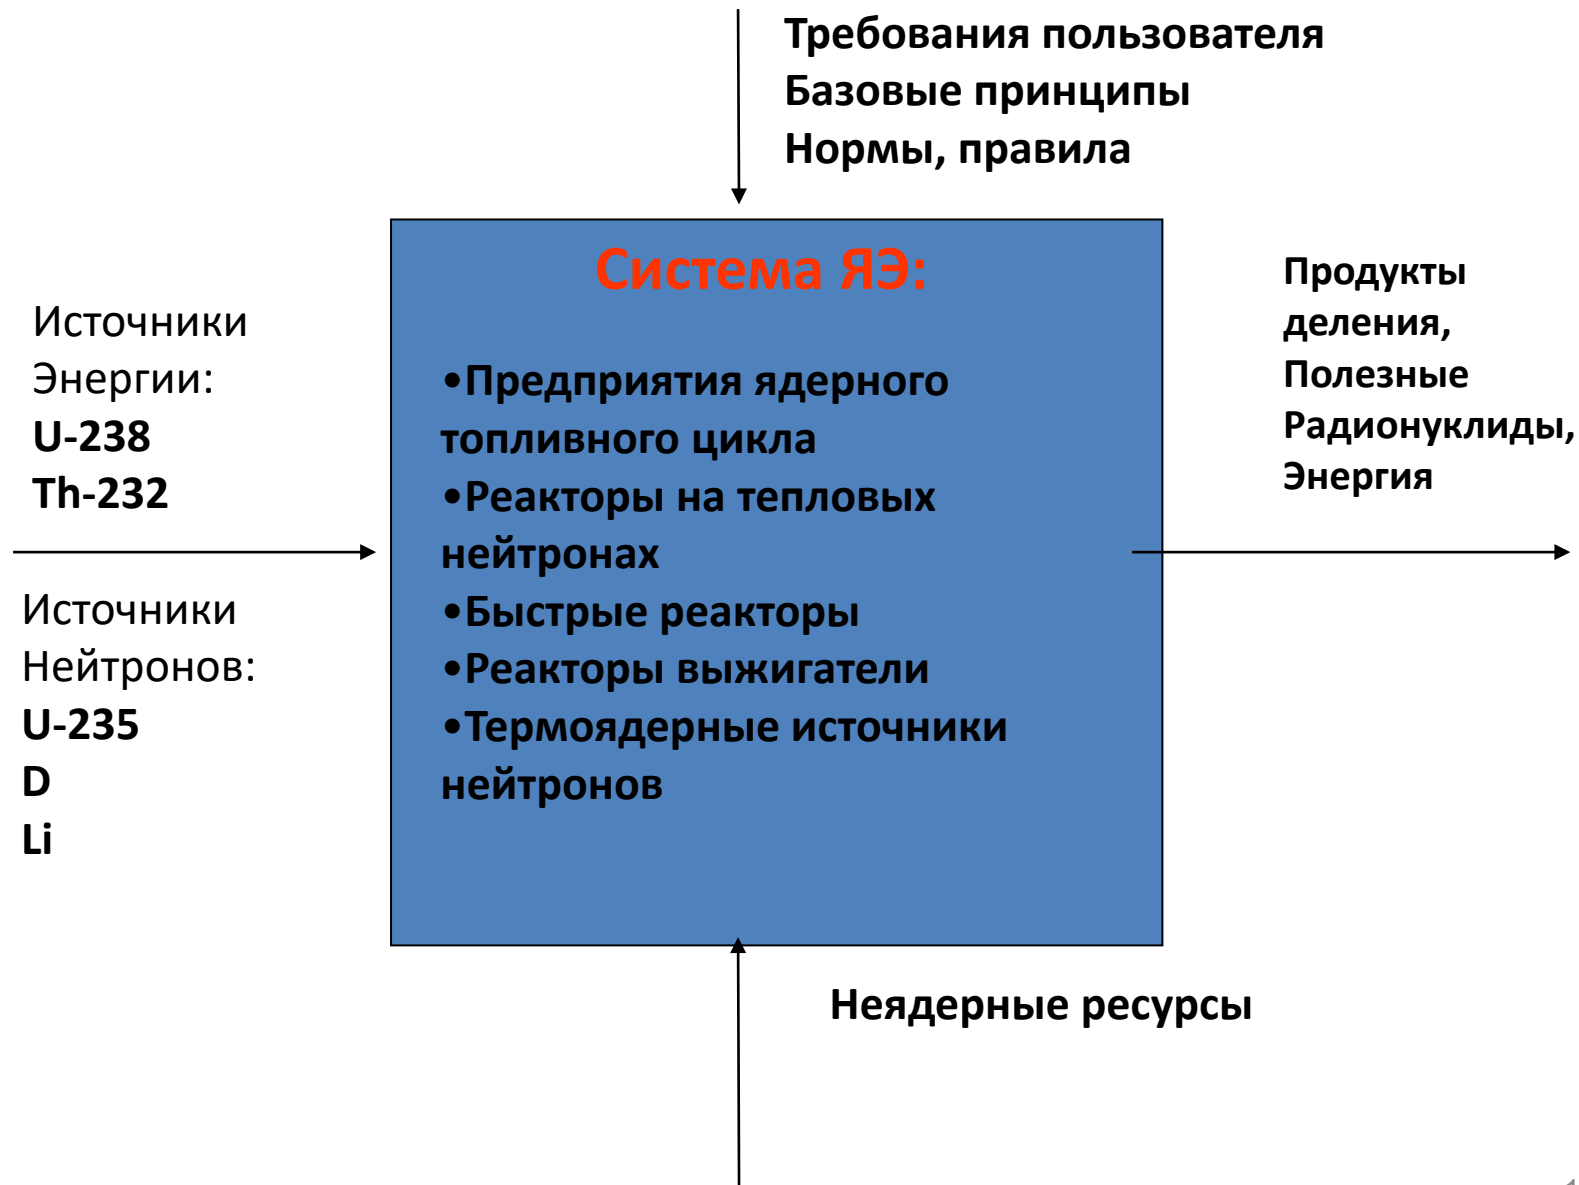 Требования пользователя
Базовые принципы
Нормы, правила
Источники
Энергии:
U-238
Th-232
Источники
Нейтронов:
U-235
D
Li
Система ЯЭ:
•Предприятия ядерного
топливного цикла
•Реакторы на тепловых
нейтронах
•Быстрые реакторы
•Реакторы выжигатели
•Термоядерные источники
нейтронов
Продукты
деления,
Полезные
Радионуклиды,
Энергия
Неядерные ресурсы